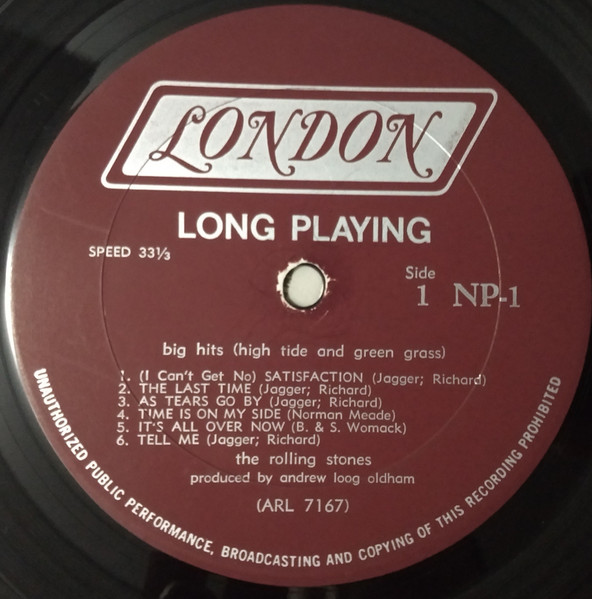 LONDON
LONG PLAYING
SPEED 33⅓
Side
1 NP-1
big hits (high tide and green grass)
1. (I Can't Get No) SATISFACTION (Jagger; Richard)
2. THE LAST TIME (Jagger; Richard)
3. AS TEARS GO BY (Jagger; Richard)
4. TIME IS ON MY SIDE (Norman Meade)
5. IT'S ALL OVER NOW (B. & S. Womack)
6. TELL ME (Jagger; Richard)
the rolling stones
produced by andrew loog oldham
(ARL 7167)
UNAUTHORIZED PUBLIC PERFORMANCE, BROADCASTING AND COPYING OF THIS RECORDING PROHIBITED